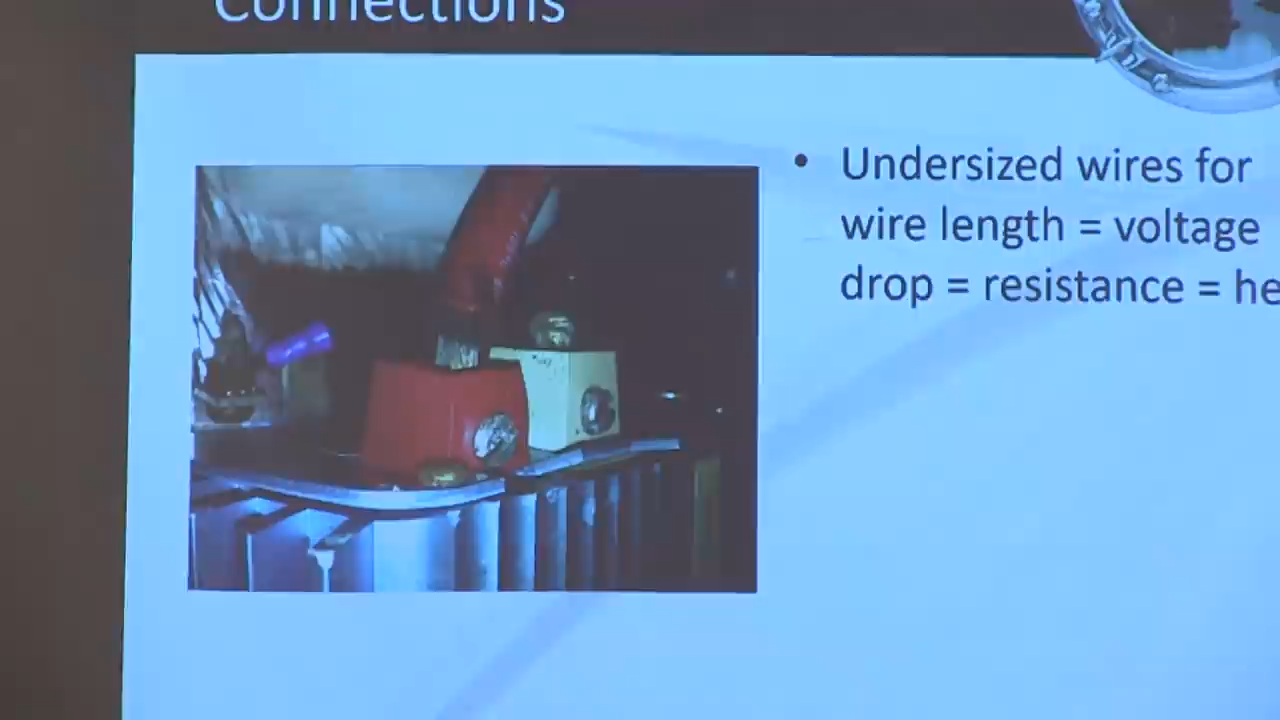 Connections
• Undersized wires for
wire length = voltage
drop = resistance = he